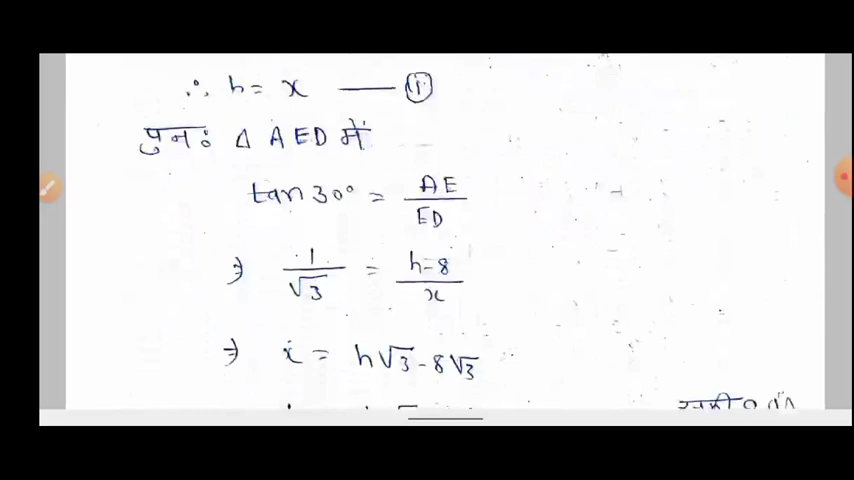 ∴ h = x —— (i)
पुनः Δ AED में
tan 30° = AE / ED
⇒ 1/√3 = h-8 / x
⇒ x = h√3 - 8√3